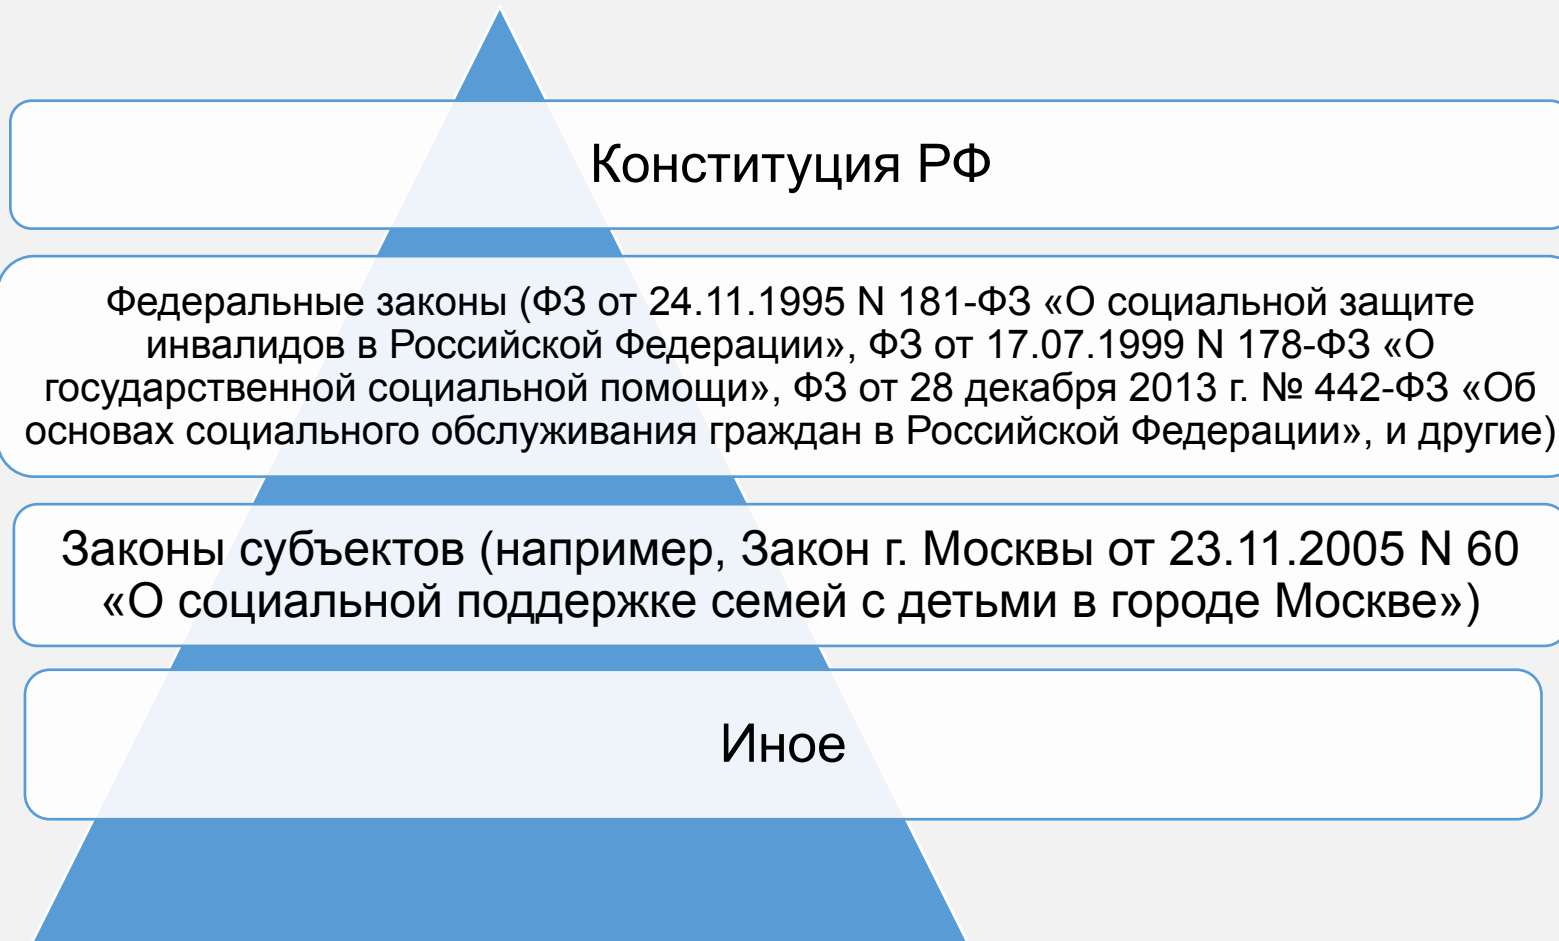 Конституция РФ
Федеральные законы (ФЗ от 24.11.1995 N 181-ФЗ «О социальной защите
инвалидов в Российской Федерации», ФЗ от 17.07.1999 N 178-ФЗ «О
государственной социальной помощи», ФЗ от 28 декабря 2013 г. № 442-ФЗ «Об
основах социального обслуживания граждан в Российской Федерации», и другие)
Законы субъектов (например, Закон г. Москвы от 23.11.2005 N 60
«О социальной поддержке семей с детьми в городе Москве»)
Иное